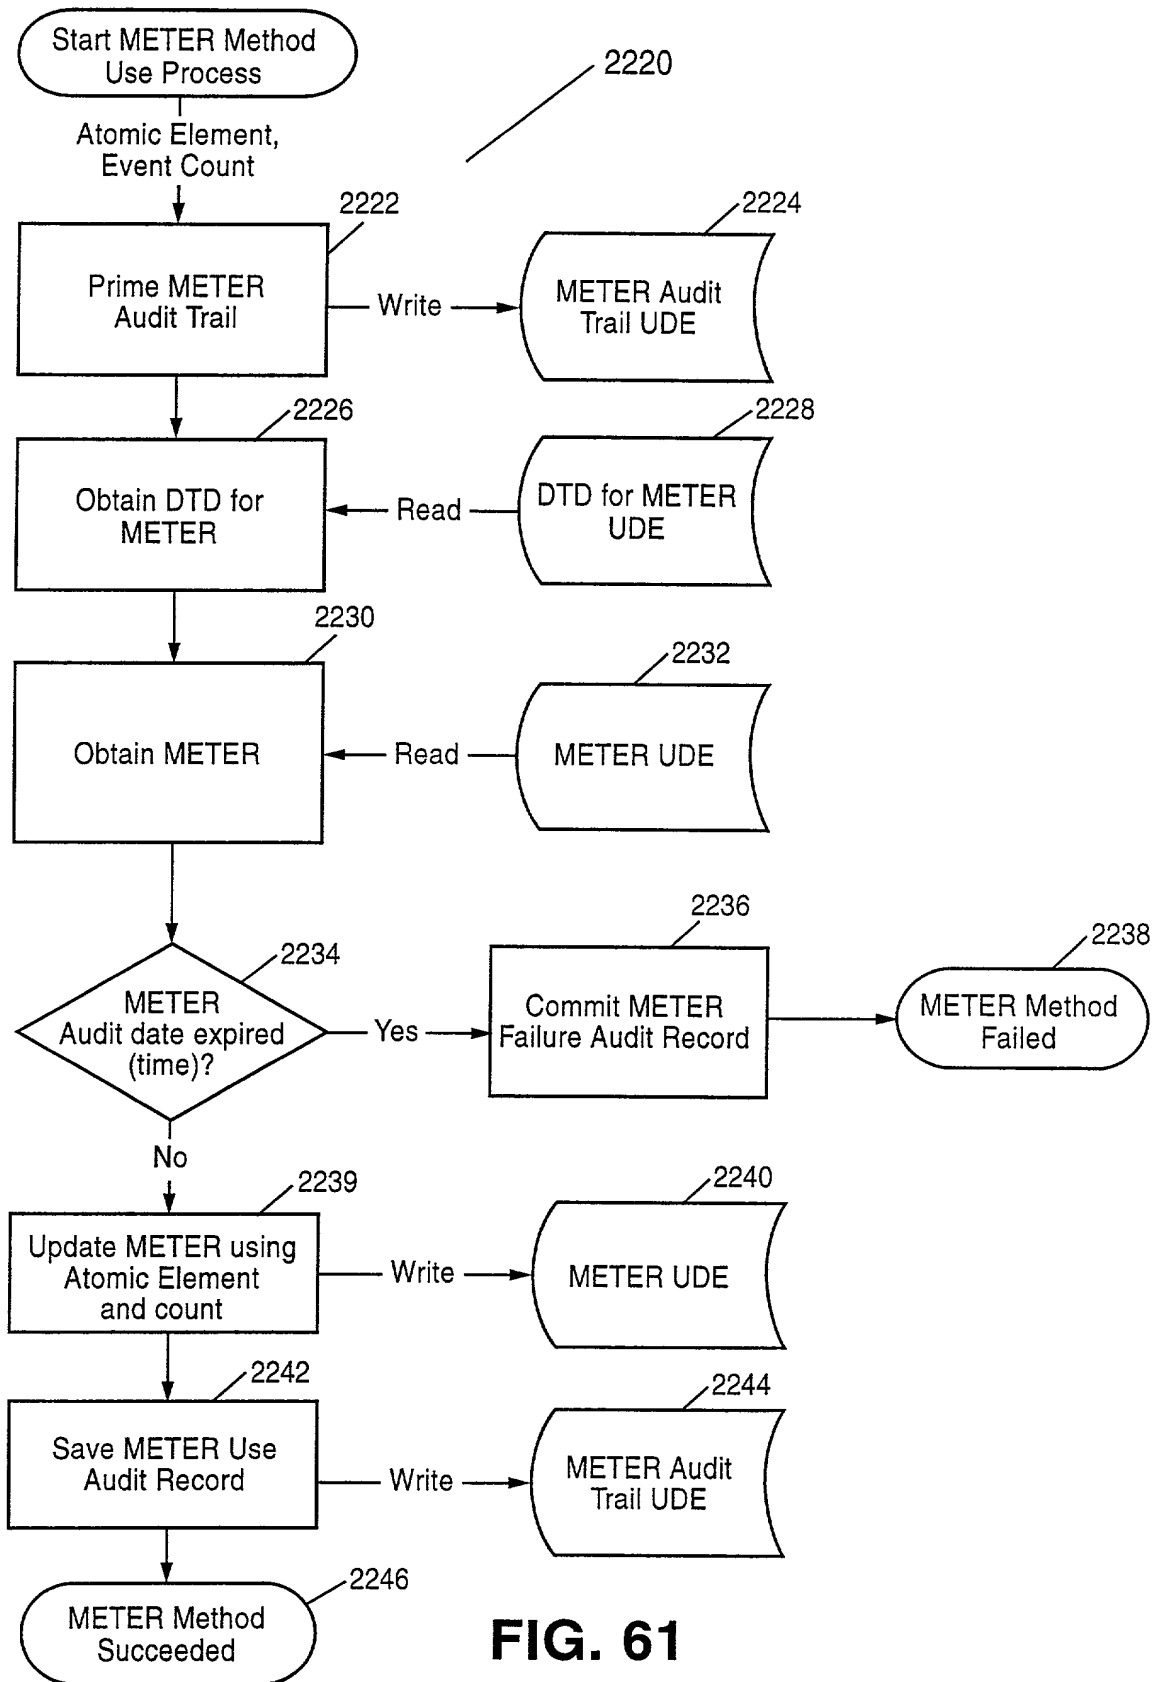 Start METER Method
Use Process
2220
Atomic Element,
Event Count
2222
2224
Prime METER
Audit Trail
Write
METER Audit
Trail UDE
2226
2228
Obtain DTD for
METER
Read
DTD for METER
UDE
2230
2232
Obtain METER
Read
METER UDE
2234
2236
2238
METER
Audit date expired
(time)?
Yes
Commit METER
Failure Audit Record
METER Method
Failed
No
2239
2240
Update METER using
Atomic Element
and count
Write
METER UDE
2242
2244
Save METER Use
Audit Record
Write
METER Audit
Trail UDE
2246
METER Method
Succeeded
FIG. 61